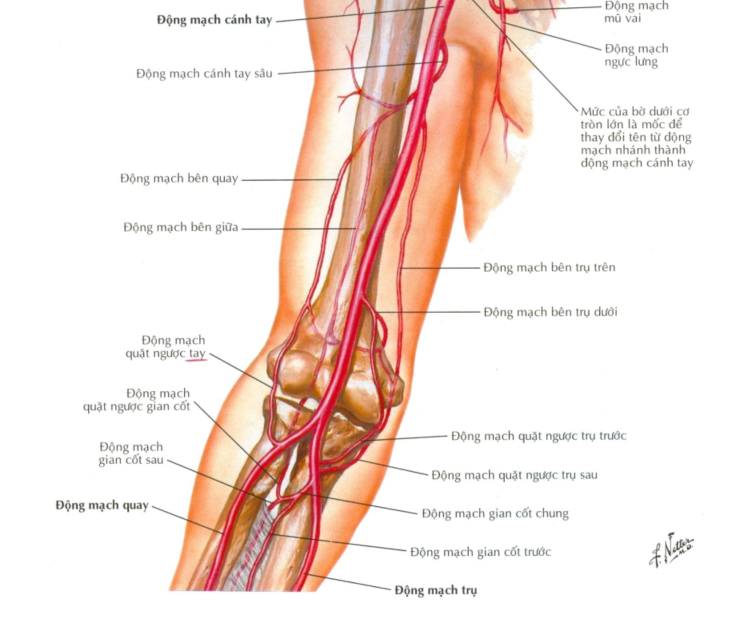 Động mạch cánh tay
Động mạch
mũ vai
Động mạch
ngực lưng
Động mạch cánh tay sâu
Mức của bờ dưới cơ
tròn lớn là mốc để
thay đổi tên từ động
mạch nhánh thành
động mạch cánh tay
Động mạch bên quay
Động mạch bên giữa
Động mạch bên trụ trên
Động mạch bên trụ dưới
Động mạch
quặt ngược tay
Động mạch
quặt ngược gian cốt
Động mạch
gian cốt sau
Động mạch quay
Động mạch quặt ngược trụ trước
Động mạch quặt ngược trụ sau
Động mạch gian cốt chung
Động mạch gian cốt trước
Động mạch trụ
F. Netter
M.D.